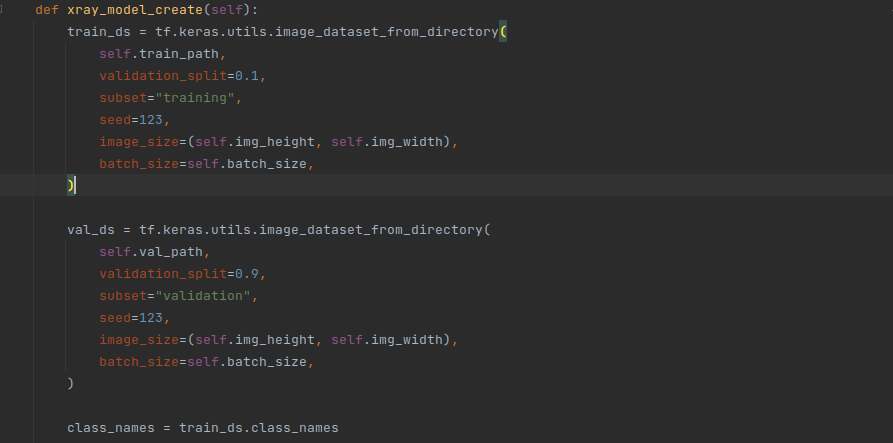 def xray_model_create(self):
train_ds = tf.keras.utils.image_dataset_from_directory(
self.train_path,
validation_split=0.1,
subset="training",
seed=123,
image_size=(self.img_height, self.img_width),
batch_size=self.batch_size,
)
val_ds = tf.keras.utils.image_dataset_from_directory(
self.val_path,
validation_split=0.9,
subset="validation",
seed=123,
image_size=(self.img_height, self.img_width),
batch_size=self.batch_size,
)
class_names = train_ds.class_names